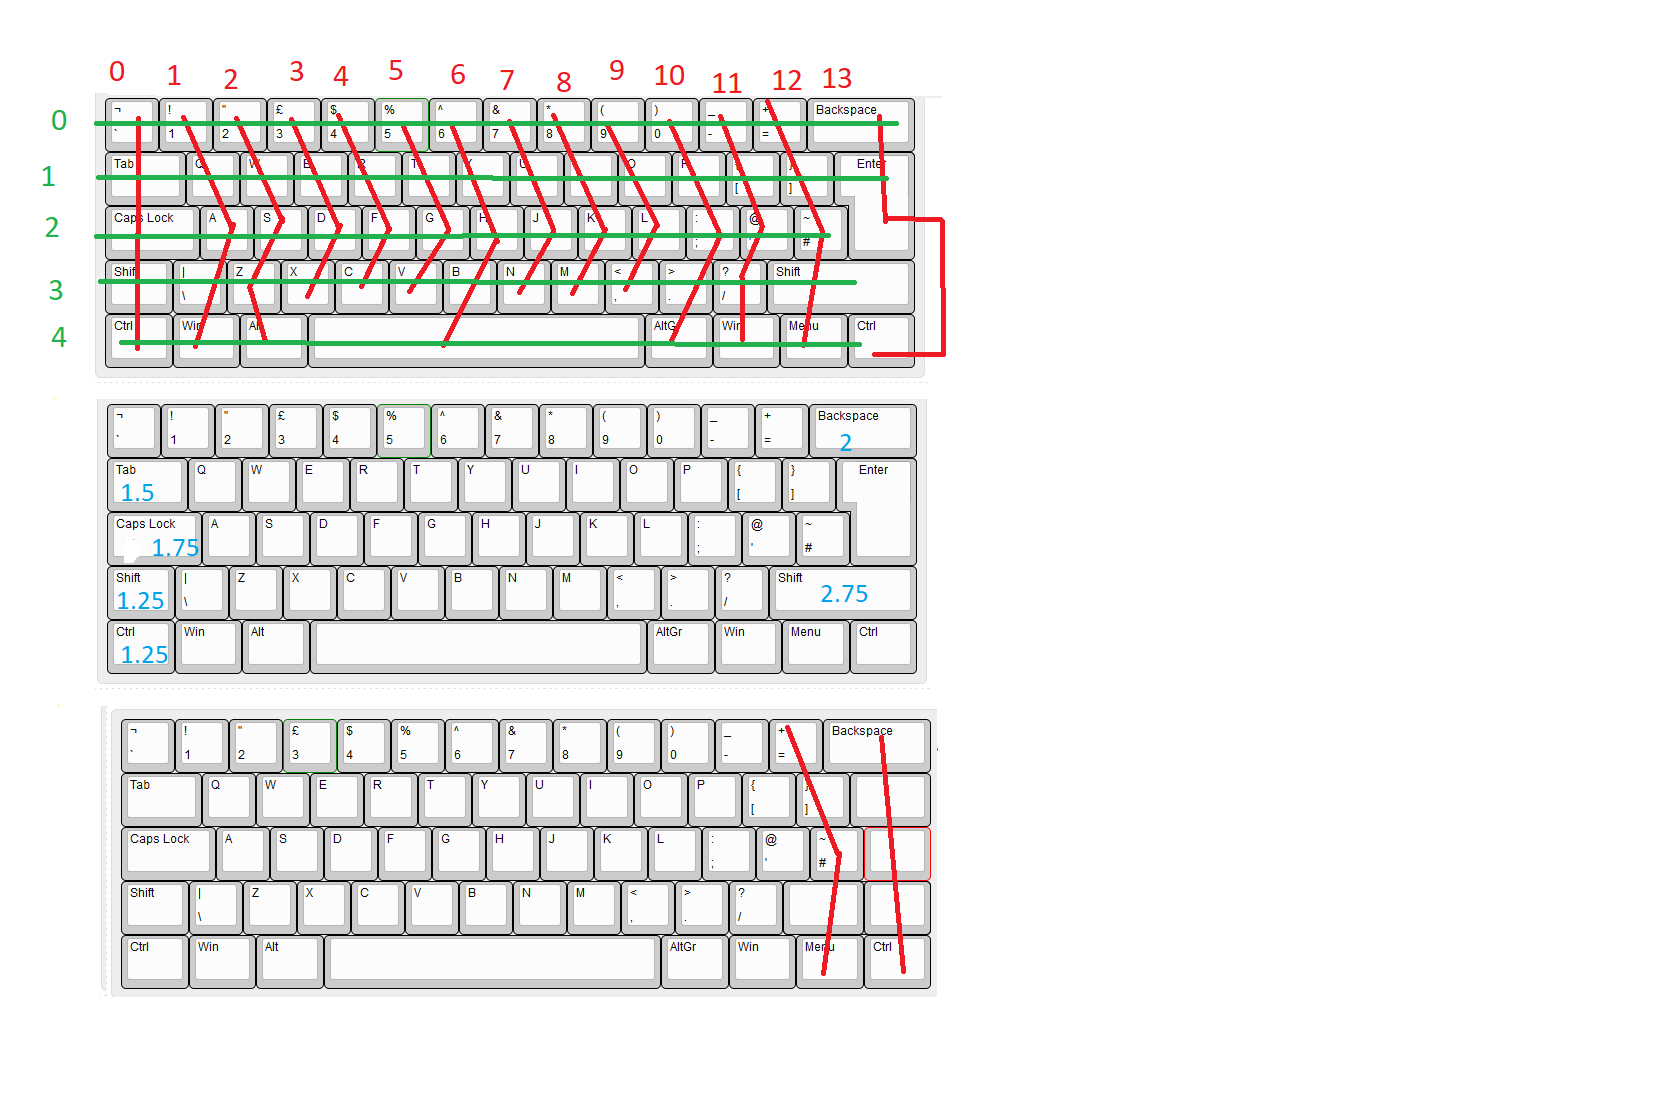 0 1 2 3 4 5 6 7 8 9 10 11 12 13
0 ¬ ! " £ $ % ^ & * ( ) _ + Backspace
` 1 2 3 4 5 6 7 8 9 0 - =
1 Tab Q W E R T Y U O P } Enter
[ ]
2 Caps Lock A S D F G H J K L : @ ~
; ' #
3 Shift | Z X C V B N M < > ? Shift
\ , . /
4 Ctrl Win Alt AltGr Win Menu Ctrl
¬ ! " £ $ % ^ & * ( ) _ + Backspace
` 1 2 3 4 5 6 7 8 9 0 - = 2
Tab Q W E R T Y U I O P { } Enter
1.5 [ ]
Caps Lock A S D F G H J K L : @ ~
1.75 ; ' #
Shift | Z X C V B N M < > ? Shift
1.25 \ , . / 2.75
Ctrl Win Alt AltGr Win Menu Ctrl
1.25
¬ ! " £ $ % ^ & * ( ) _ + Backspace
` 1 2 3 4 5 6 7 8 9 0 - =
Tab Q W E R T Y U I O P { }
[ ]
Caps Lock A S D F G H J K L : @ ~
; ' #
Shift | Z X C V B N M < > ?
\ , . /
Ctrl Win Alt AltGr Win Menu Ctrl